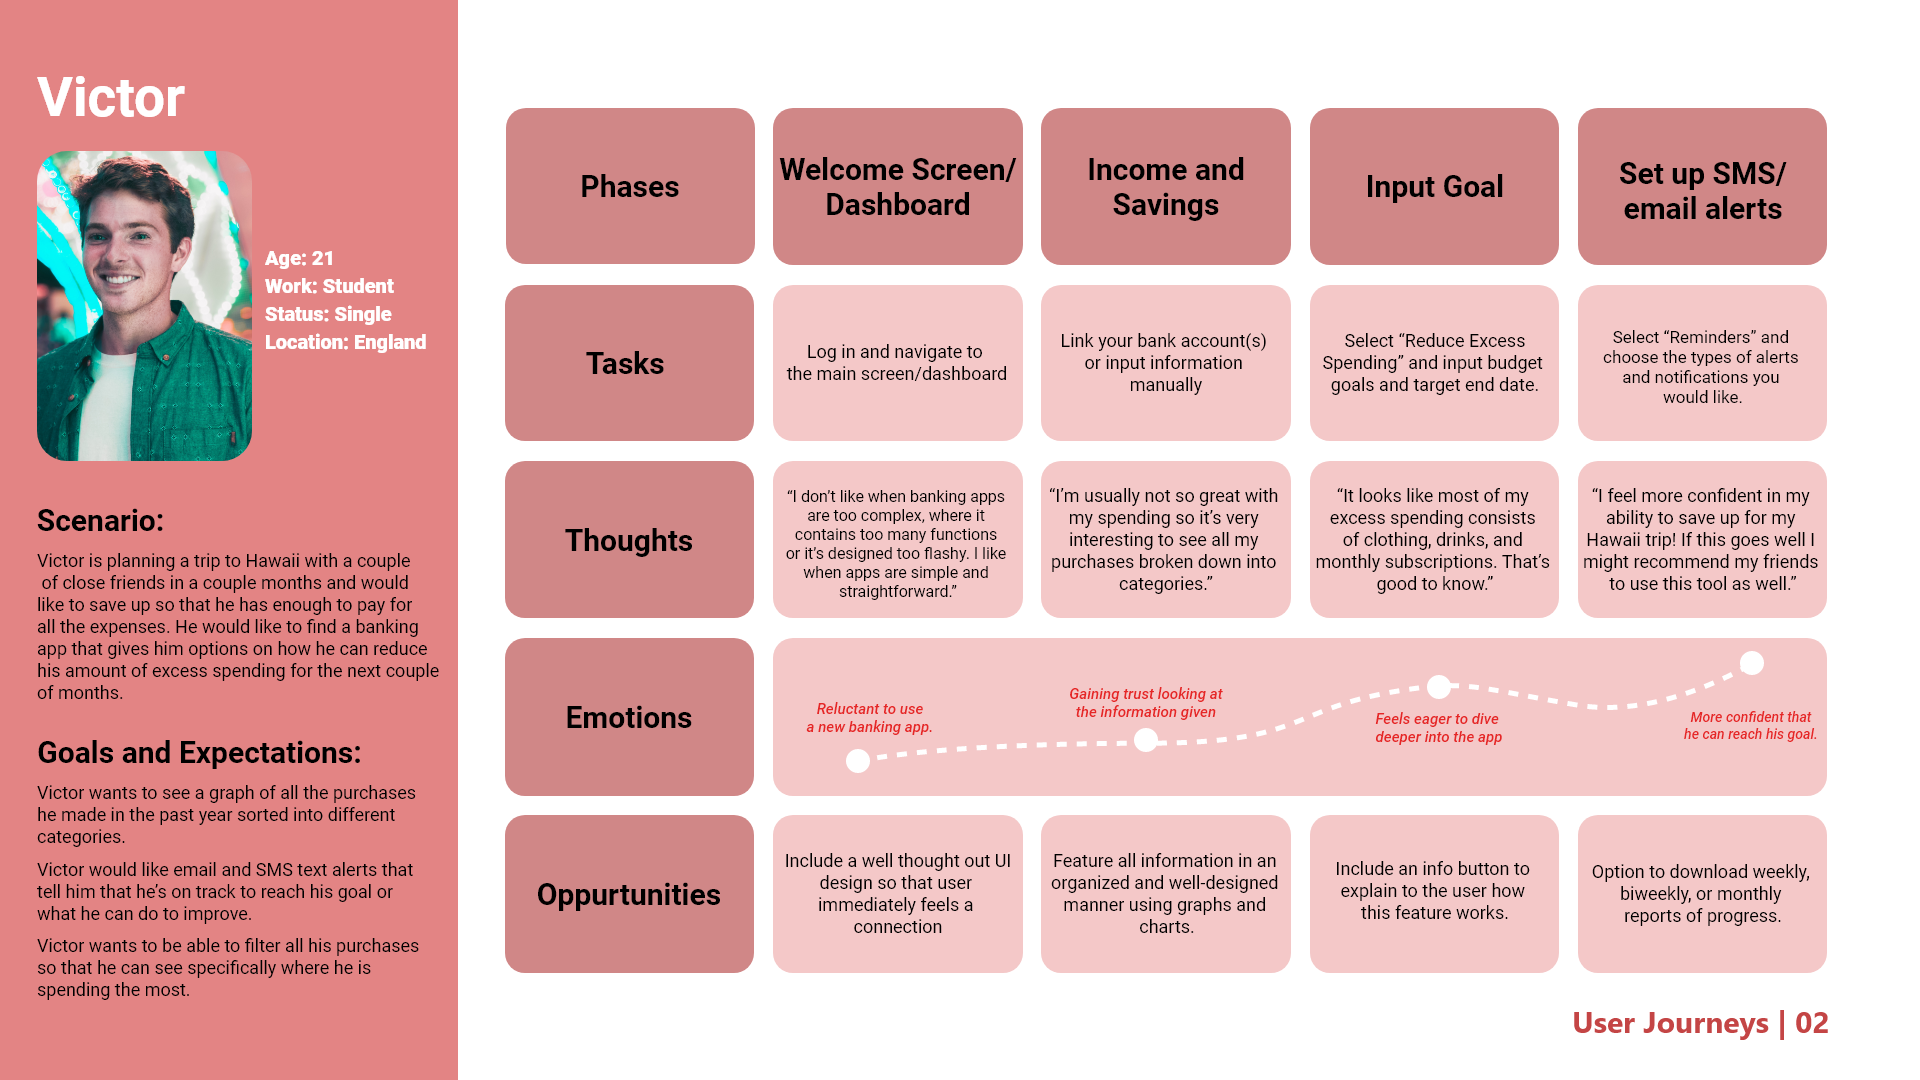 Victor
Age: 21
Work: Student
Status: Single
Location: England
Scenario:
Victor is planning a trip to Hawaii with a couple
of close friends in a couple months and would
like to save up so that he has enough to pay for
all the expenses. He would like to find a banking
app that gives him options on how he can reduce
his amount of excess spending for the next couple
of months.
Goals and Expectations:
Victor wants to see a graph of all the purchases
he made in the past year sorted into different
categories.
Victor would like email and SMS text alerts that
tell him that he’s on track to reach his goal or
what he can do to improve.
Victor wants to be able to filter all his purchases
so that he can see specifically where he is
spending the most.
Phases
Welcome Screen/
Dashboard
Income and
Savings
Input Goal
Set up SMS/
email alerts
Tasks
Log in and navigate to
the main screen/dashboard
Link your bank account(s)
or input information
manually
Select “Reduce Excess
Spending” and input budget
goals and target end date.
Select “Reminders” and
choose the types of alerts
and notifications you
would like.
Thoughts
“I don’t like when banking apps
are too complex, where it
contains too many functions
or it’s designed too flashy. I like
when apps are simple and
straightforward.”
“I’m usually not so great with
my spending so it’s very
interesting to see all my
purchases broken down into
categories.”
“It looks like most of my
excess spending consists
of clothing, drinks, and
monthly subscriptions. That’s
good to know.”
“I feel more confident in my
ability to save up for my
Hawaii trip! If this goes well I
might recommend my friends
to use this tool as well.”
Emotions
Reluctant to use
a new banking app.
Gaining trust looking at
the information given
Feels eager to dive
deeper into the app
More confident that
he can reach his goal.
Oppurtunities
Include a well thought out UI
design so that user
immediately feels a
connection
Feature all information in an
organized and well-designed
manner using graphs and
charts.
Include an info button to
explain to the user how
this feature works.
Option to download weekly,
biweekly, or monthly
reports of progress.
User Journeys | 02